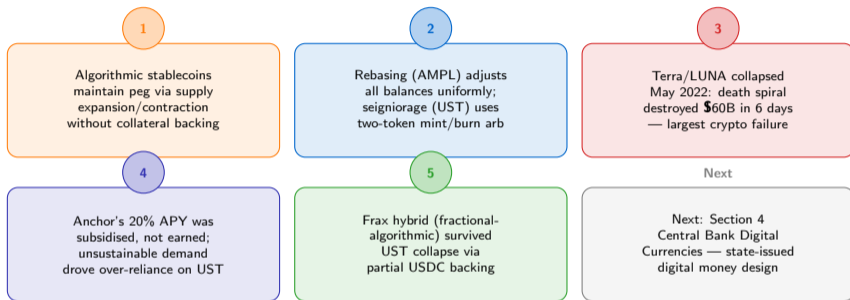 1
Algorithmic stablecoins
maintain peg via supply
expansion/contraction
without collateral backing
2
Rebasing (AMPL) adjusts
all balances uniformly;
seigniorage (UST) uses
two-token mint/burn arb
3
Terra/LUNA collapsed
May 2022: death spiral
destroyed $60B in 6 days
— largest crypto failure
4
Anchor's 20% APY was
subsidised, not earned;
unsustainable demand
drove over-reliance on UST
5
Frax hybrid (fractional-
algorithmic) survived
UST collapse via
partial USDC backing
Next
Next: Section 4
Central Bank Digital
Currencies — state-issued
digital money design